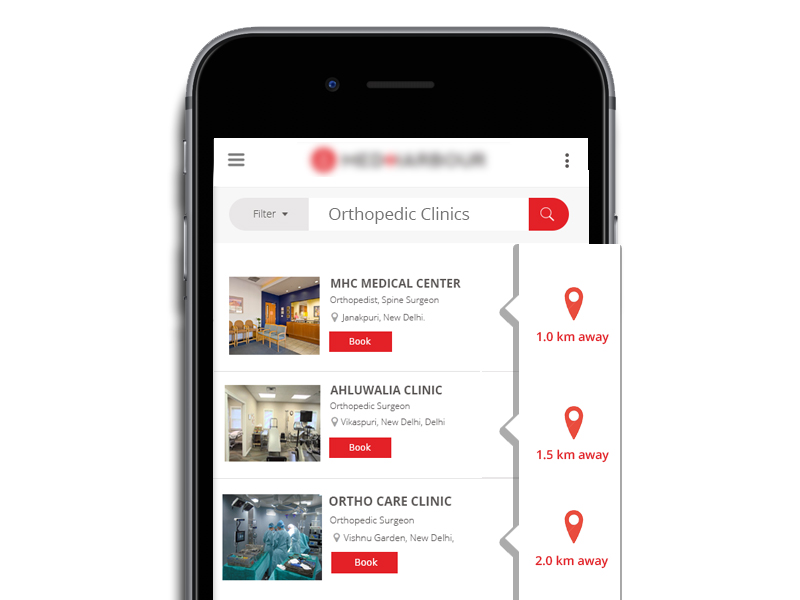 Filter
Orthopedic Clinics
MHC MEDICAL CENTER
Orthopedist, Spine Surgeon
Janakpuri, New Delhi.
Book
1.0 km away
AHLUWALIA CLINIC
Orthopedic Surgeon
Vikaspuri, New Delhi, Delhi
Book
1.5 km away
ORTHO CARE CLINIC
Orthopedic Surgeon
Vishnu Garden, New Delhi,
Book
2.0 km away